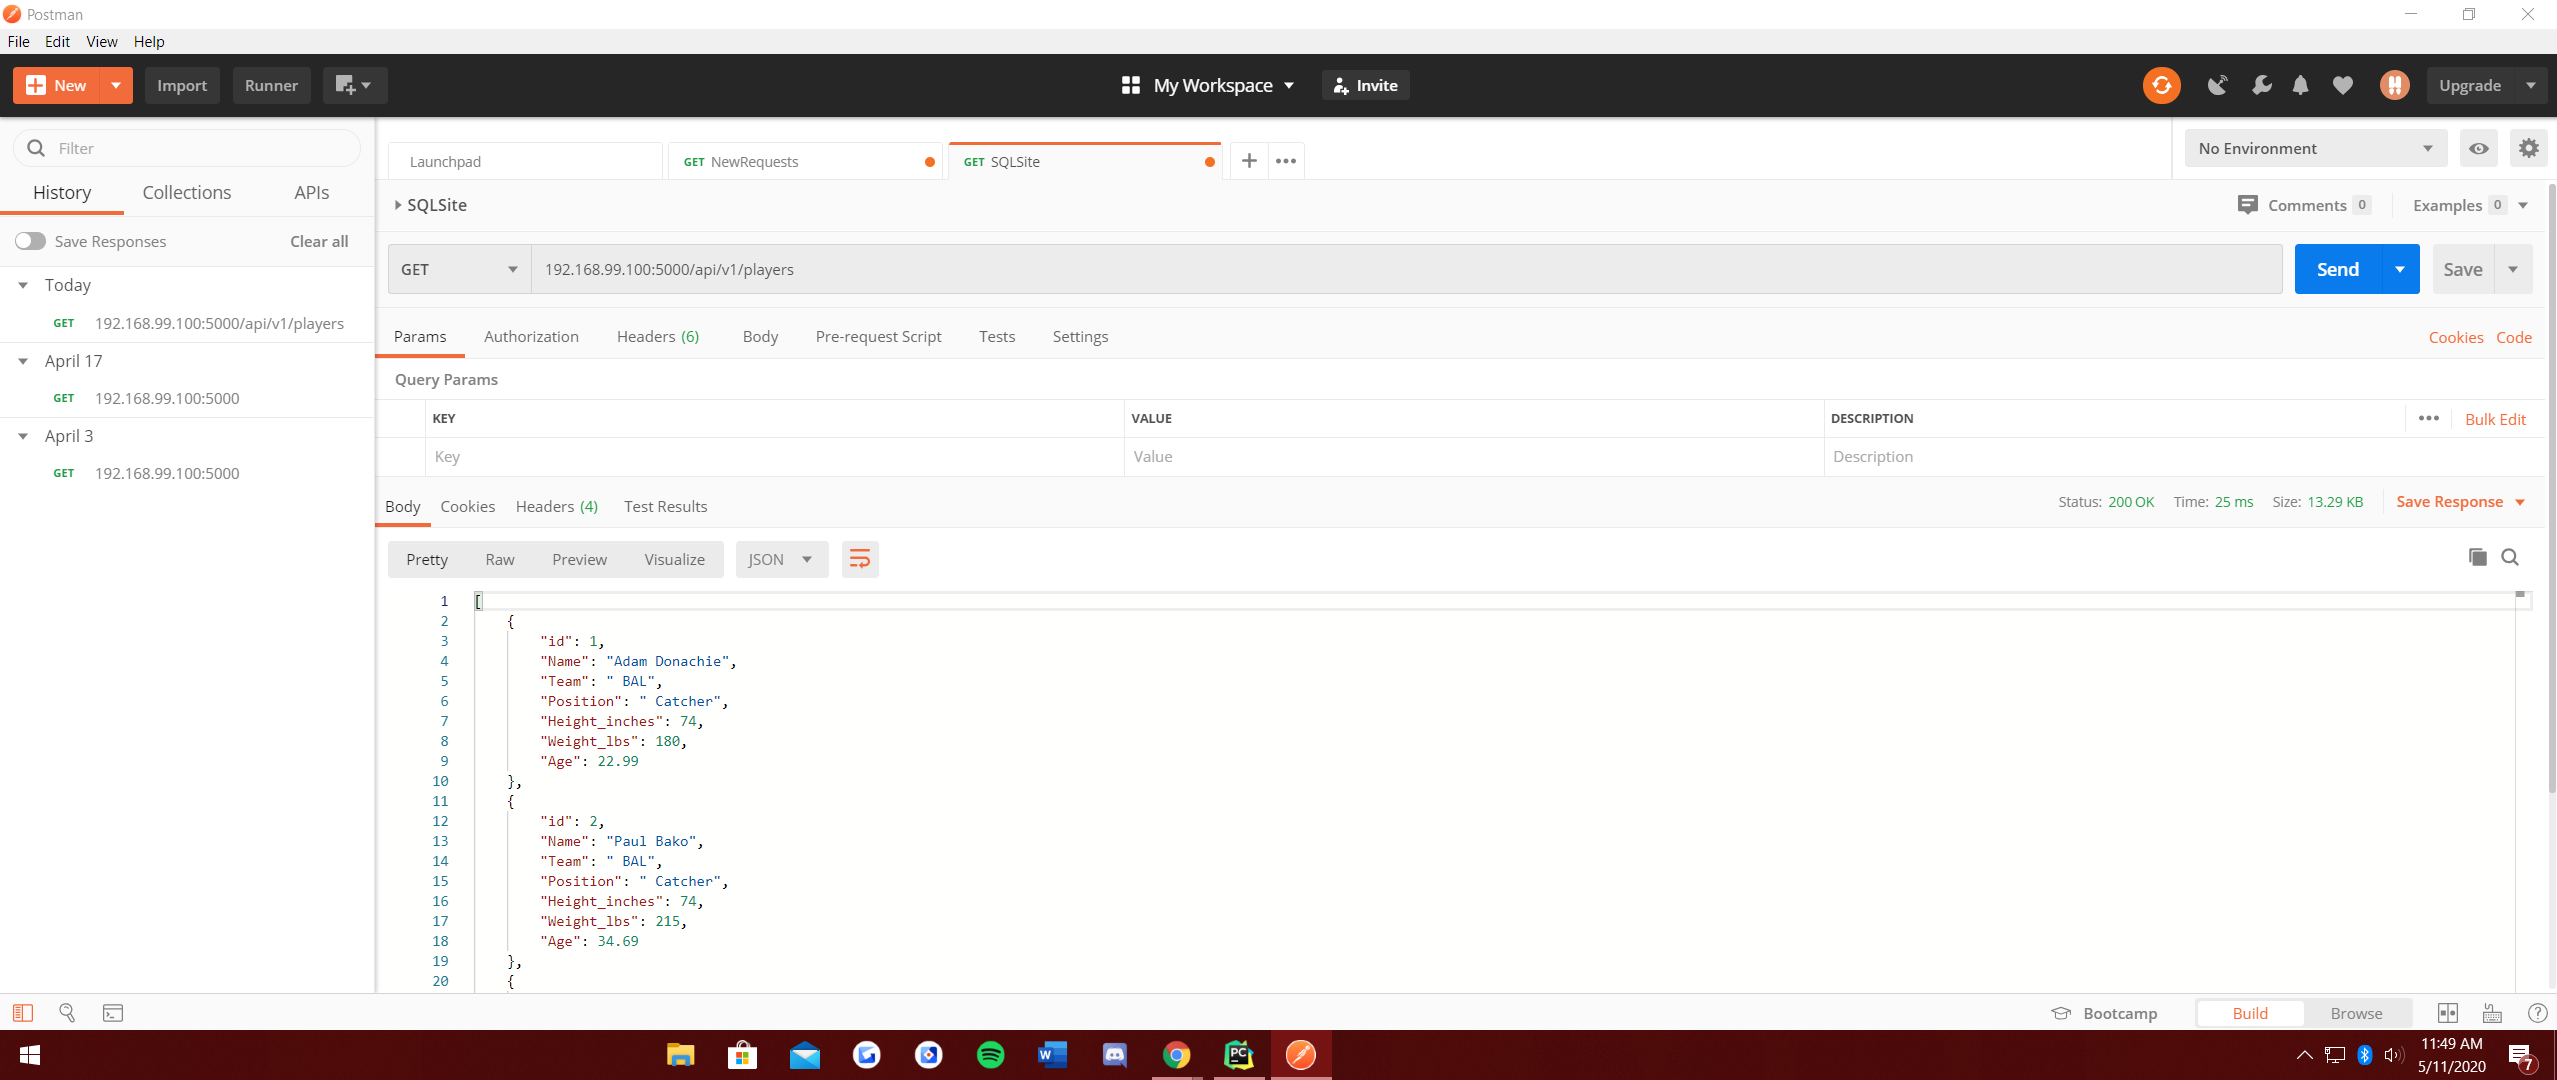 Postman
File Edit View Help
New Import Runner My Workspace Invite Upgrade
Filter
History Collections APIs
Save Responses Clear all
Today
GET 192.168.99.100:5000/api/v1/players
April 17
GET 192.168.99.100:5000
April 3
GET 192.168.99.100:5000
Launchpad GET NewRequests GET SQLSite No Environment
SQLSite Comments 0 Examples 0
GET 192.168.99.100:5000/api/v1/players Send Save
Params Authorization Headers (6) Body Pre-request Script Tests Settings Cookies Code
Query Params
KEY VALUE DESCRIPTION Bulk Edit
Key Value Description
Body Cookies Headers (4) Test Results Status: 200 OK Time: 25 ms Size: 13.29 KB Save Response
Pretty Raw Preview Visualize JSON
1 [
2 {
3 "id": 1,
4 "Name": "Adam Donachie",
5 "Team": " BAL",
6 "Position": " Catcher",
7 "Height_inches": 74,
8 "Weight_lbs": 180,
9 "Age": 22.99
10 },
11 {
12 "id": 2,
13 "Name": "Paul Bako",
14 "Team": " BAL",
15 "Position": " Catcher",
16 "Height_inches": 74,
17 "Weight_lbs": 215,
18 "Age": 34.69
19 },
20 {
Bootcamp Build Browse
W PC 11:49 AM
5/11/2020 7